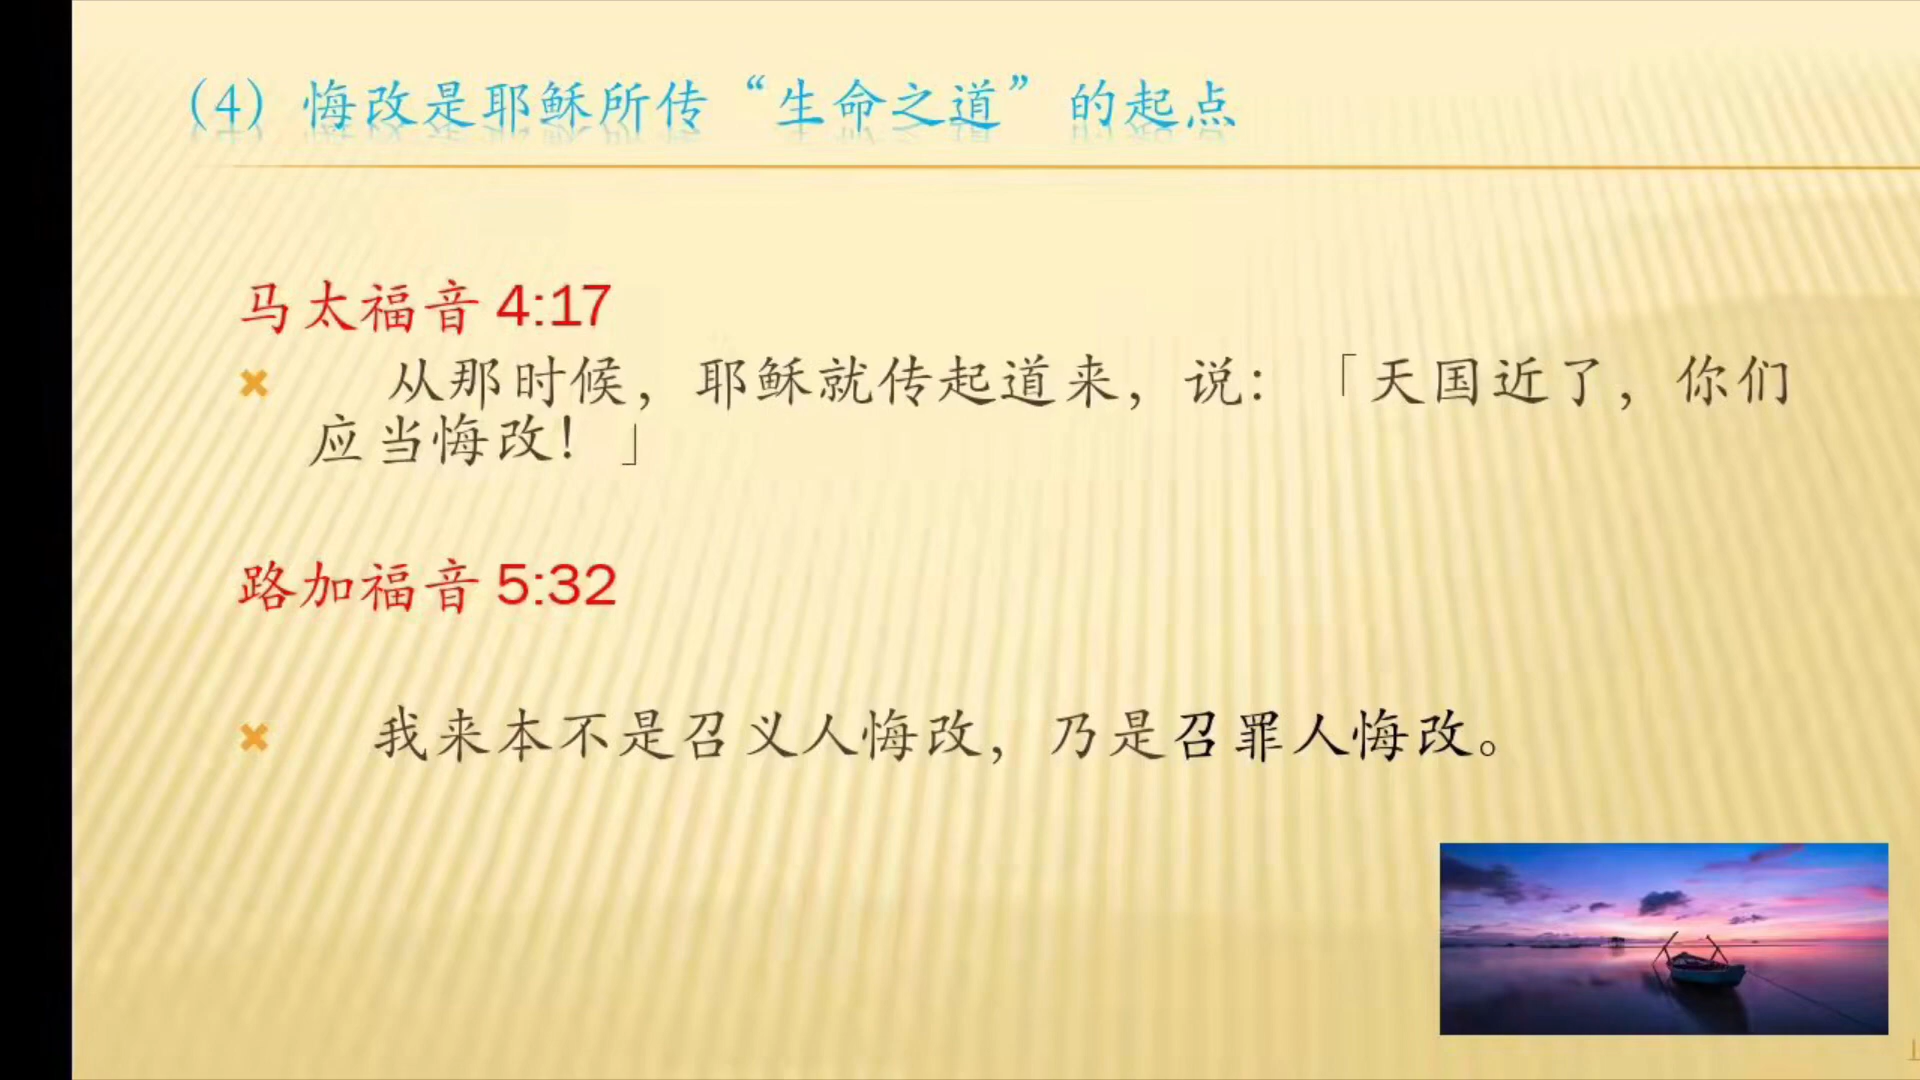 （4）悔改是耶稣所传“生命之道”的起点
马太福音 4:17
从那时候，耶稣就传起道来，说：「天国近了，你们
应当悔改！」
路加福音 5:32
我来本不是召义人悔改，乃是召罪人悔改。